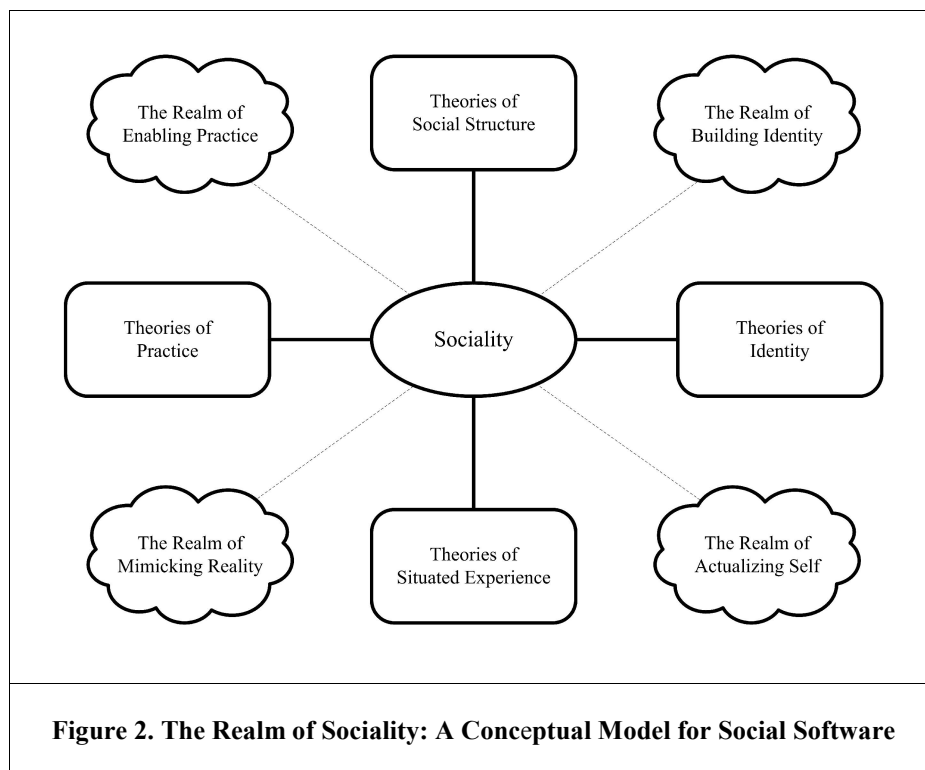 The Realm of
Enabling Practice
Theories of
Social Structure
The Realm of
Building Identity
Theories of
Practice
Sociality
Theories of
Identity
The Realm of
Mimicking Reality
Theories of
Situated Experience
The Realm of
Actualizing Self
Figure 2. The Realm of Sociality: A Conceptual Model for Social Software